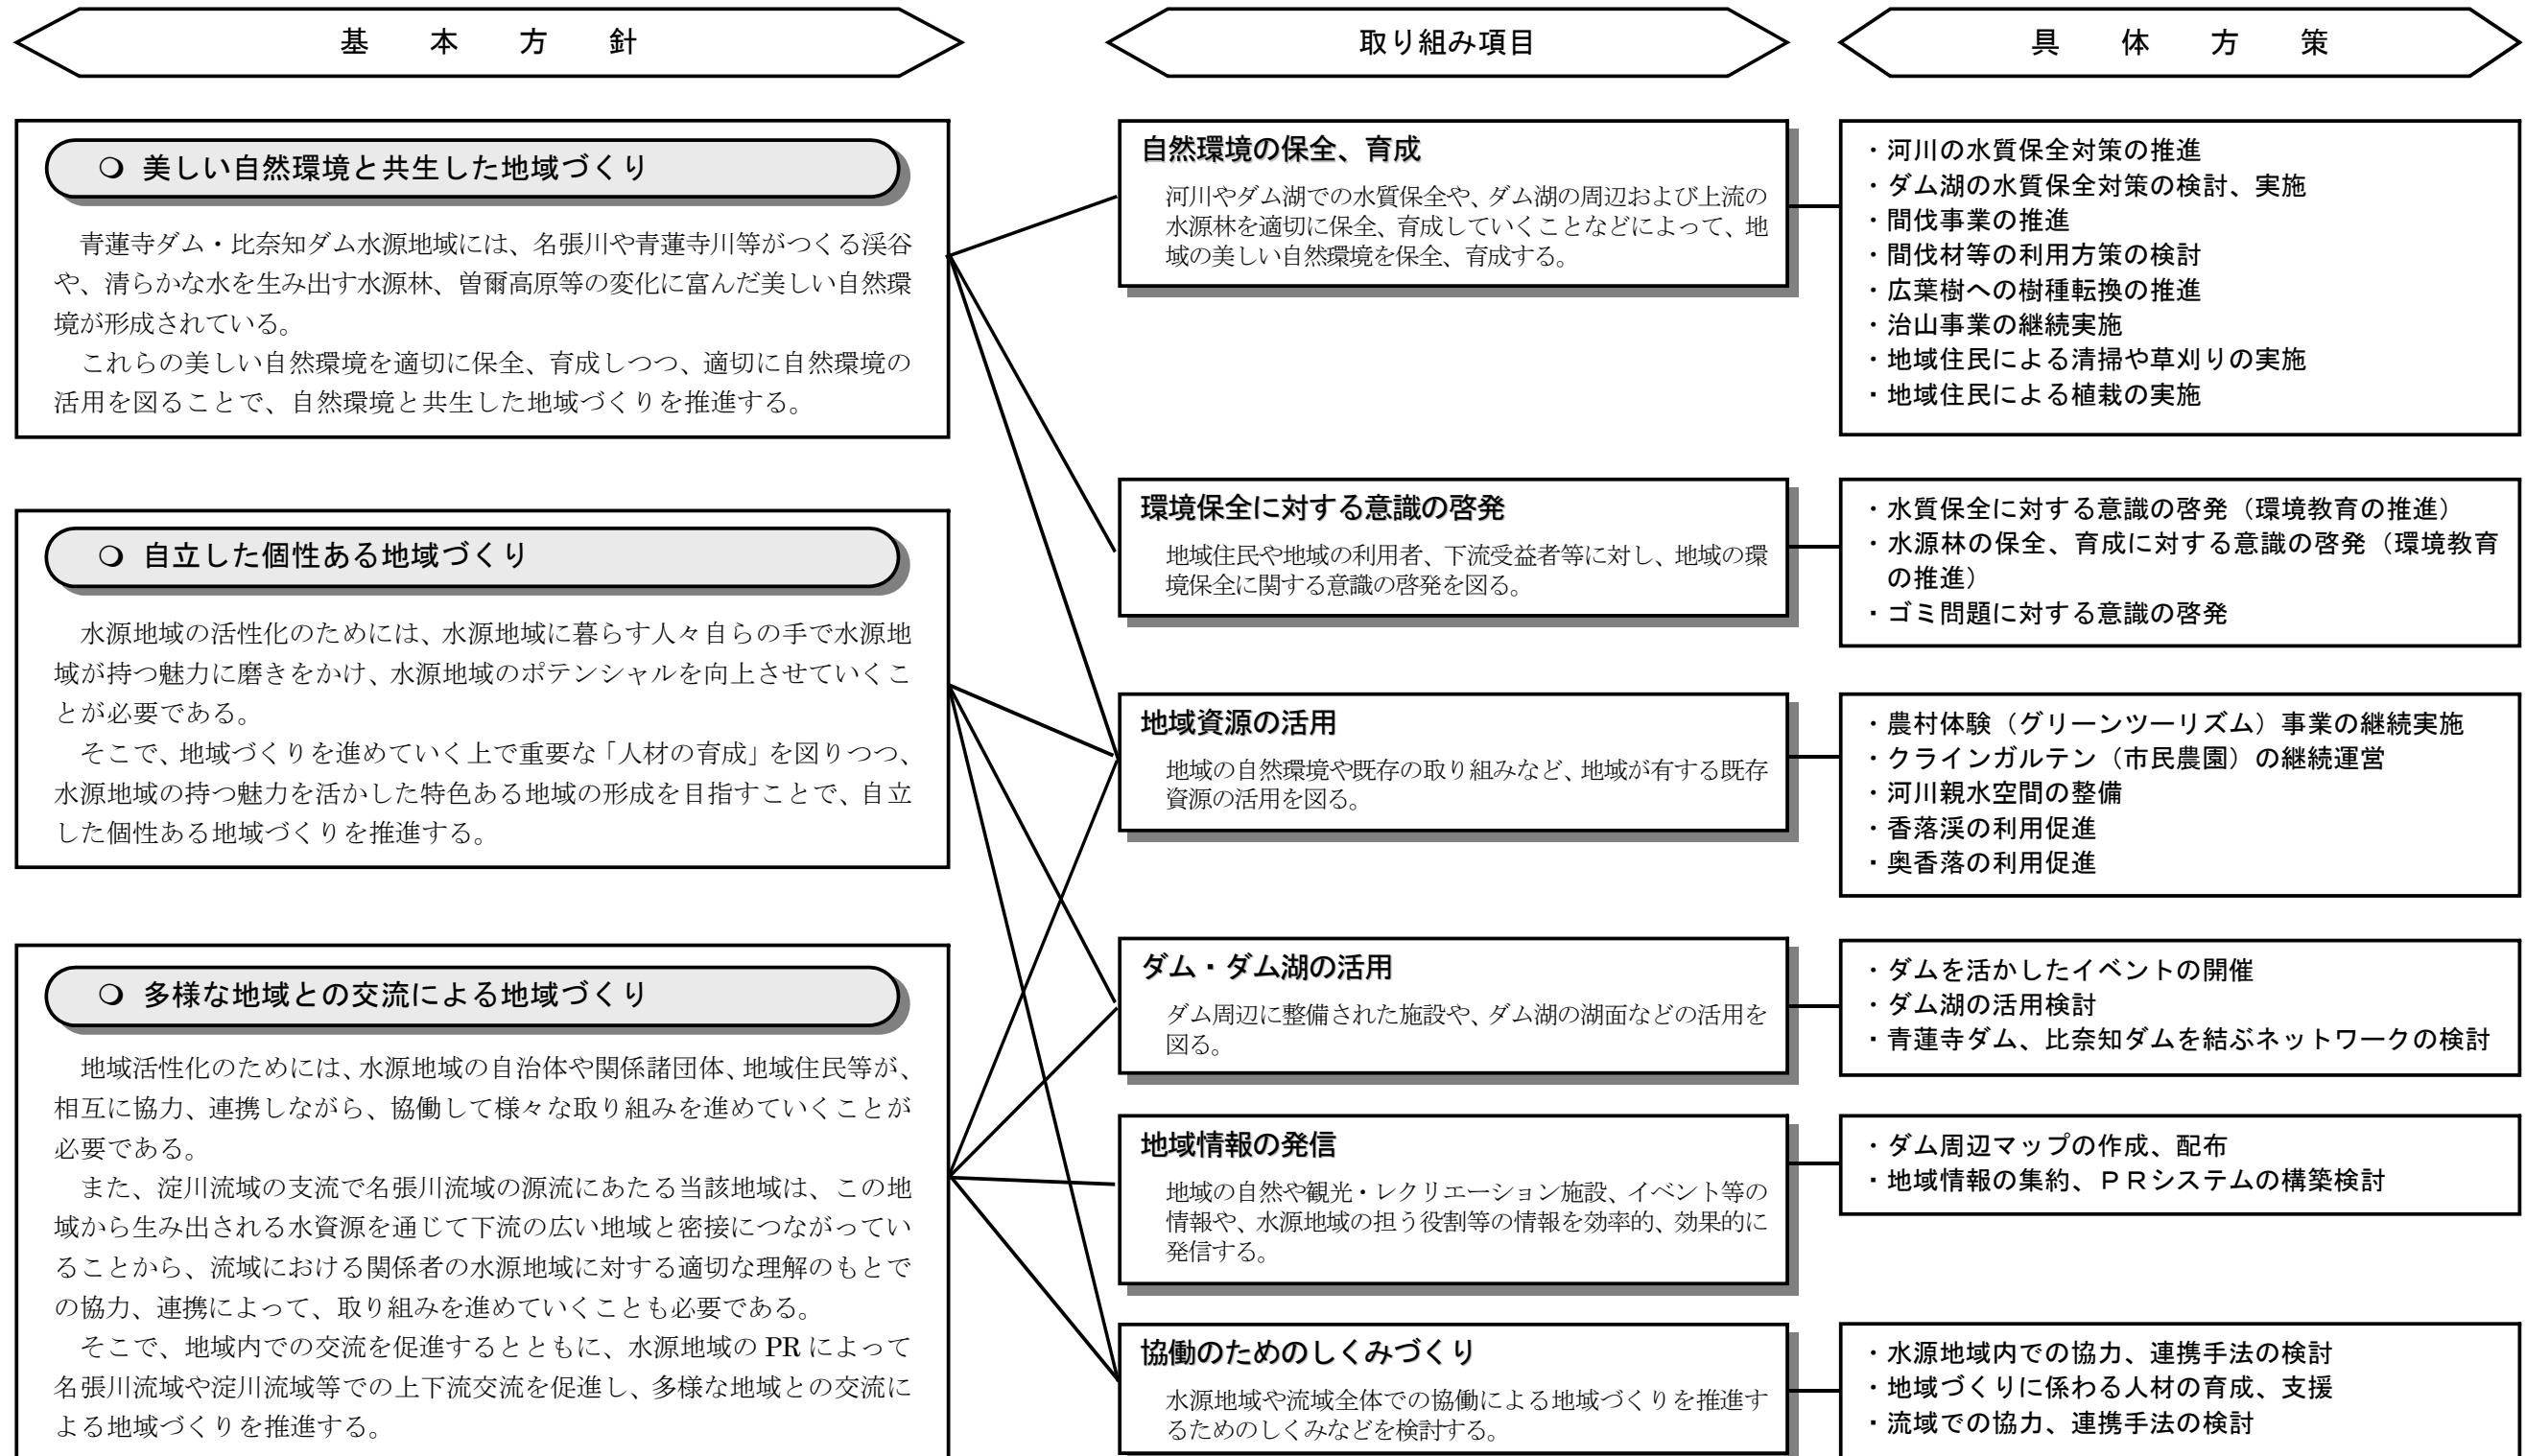 基本方針
取り組み項目
具体方策
○ 美しい自然環境と共生した地域づくり
青蓮寺ダム・比奈知ダム水源地域には、名張川や青蓮寺川等がつくる渓谷
や、清らかな水を生み出す水源林、曽爾高原等の変化に富んだ美しい自然環
境が形成されている。
これらの美しい自然環境を適切に保全、育成しつつ、適切に自然環境の
活用を図ることで、自然環境と共生した地域づくりを推進する。
○ 自立した個性ある地域づくり
水源地域の活性化のためには、水源地域に暮らす人々自らの手で水源地
域が持つ魅力に磨きをかけ、水源地域のポテンシャルを向上させていくこ
とが必要である。
そこで、地域づくりを進めていく上で重要な「人材の育成」を図りつつ、
水源地域の持つ魅力を活かした特色ある地域の形成を目指すことで、自立
した個性ある地域づくりを推進する。
○ 多様な地域との交流による地域づくり
地域活性化のためには、水源地域の自治体や関係諸団体、地域住民等が、
相互に協力、連携しながら、協働して様々な取り組みを進めていくことが
必要である。
また、淀川流域の支流で名張川流域の源流にあたる当該地域は、この地
域から生み出される水資源を通じて下流の広い地域と密接につながってい
ることから、流域における関係者の水源地域に対する適切な理解のもとで
の協力、連携によって、取り組みを進めていくことも必要である。
そこで、地域内での交流を促進するとともに、水源地域の PR によって
名張川流域や淀川流域等での上下流交流を促進し、多様な地域との交流に
よる地域づくりを推進する。
自然環境の保全、育成
河川やダム湖での水質保全や、ダム湖の周辺および上流の
水源林を適切に保全、育成していくことなどによって、地
域の美しい自然環境を保全、育成する。
環境保全に対する意識の啓発
地域住民や地域の利用者、下流受益者等に対し、地域の環
境保全に関する意識の啓発を図る。
地域資源の活用
地域の自然環境や既存の取り組みなど、地域が有する既存
資源の活用を図る。
ダム・ダム湖の活用
ダム周辺に整備された施設や、ダム湖の湖面などの活用を
図る。
地域情報の発信
地域の自然や観光・レクリエーション施設、イベント等の
情報や、水源地域の担う役割等の情報を効率的、効果的に
発信する。
協働のためのしくみづくり
水源地域や流域全体での協働による地域づくりを推進す
るためのしくみなどを検討する。
・河川の水質保全対策の推進
・ダム湖の水質保全対策の検討、実施
・間伐事業の推進
・間伐材等の利用方策の検討
・広葉樹への樹種転換の推進
・治山事業の継続実施
・地域住民による清掃や草刈りの実施
・地域住民による植栽の実施
・水質保全に対する意識の啓発（環境教育の推進）
・水源林の保全、育成に対する意識の啓発（環境教育
の推進）
・ゴミ問題に対する意識の啓発
・農村体験（グリーンツーリズム）事業の継続実施
・クラインガルテン（市民農園）の継続運営
・河川親水空間の整備
・香落渓の利用促進
・奥香落の利用促進
・ダムを活かしたイベントの開催
・ダム湖の活用検討
・青蓮寺ダム、比奈知ダムを結ぶネットワークの検討
・ダム周辺マップの作成、配布
・地域情報の集約、ＰＲシステムの構築検討
・水源地域内での協力、連携手法の検討
・地域づくりに係わる人材の育成、支援
・流域での協力、連携手法の検討